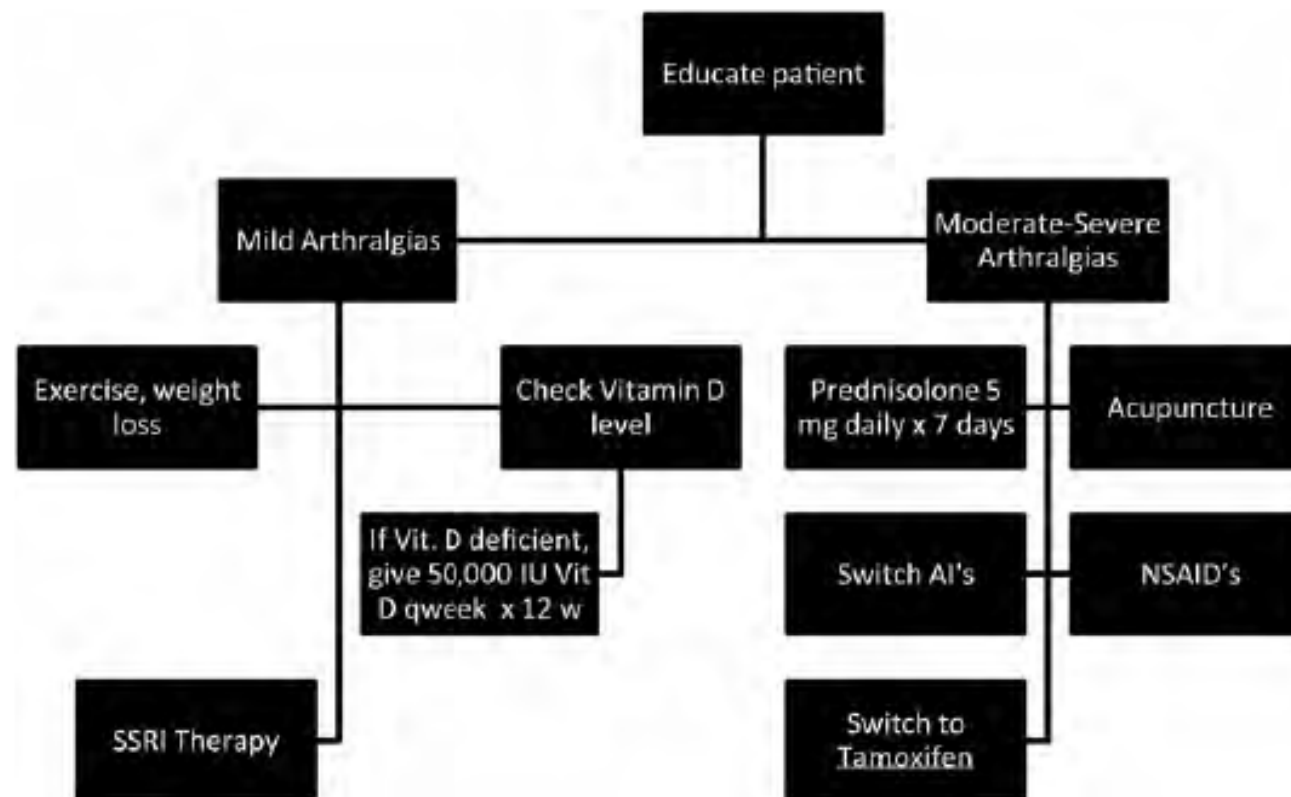 Educate patient
Mild Arthralgias
Moderate-Severe
Arthralgias
Exercise, weight
loss
Check Vitamin D
level
Prednisolone 5
mg daily x 7 days
Acupuncture
If Vit. D deficient,
give 50,000 IU Vit
D qweek x 12 w
Switch AI's
NSAID's
SSRI Therapy
Switch to
Tamoxifen